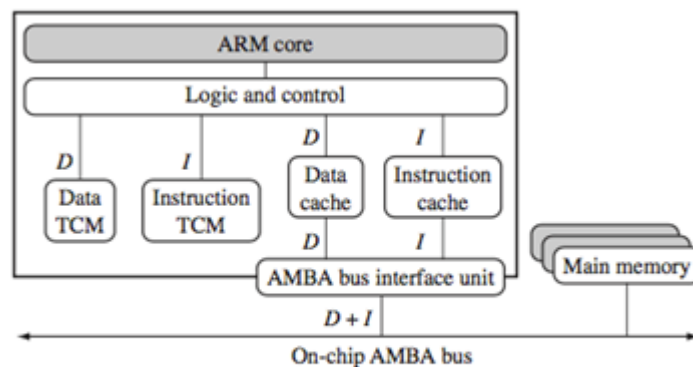 ARM core
Logic and control
D
I
D
I
Data
TCM
Instruction
TCM
Data
cache
Instruction
cache
D
I
Main memory
AMBA bus interface unit
D + I
On-chip AMBA bus